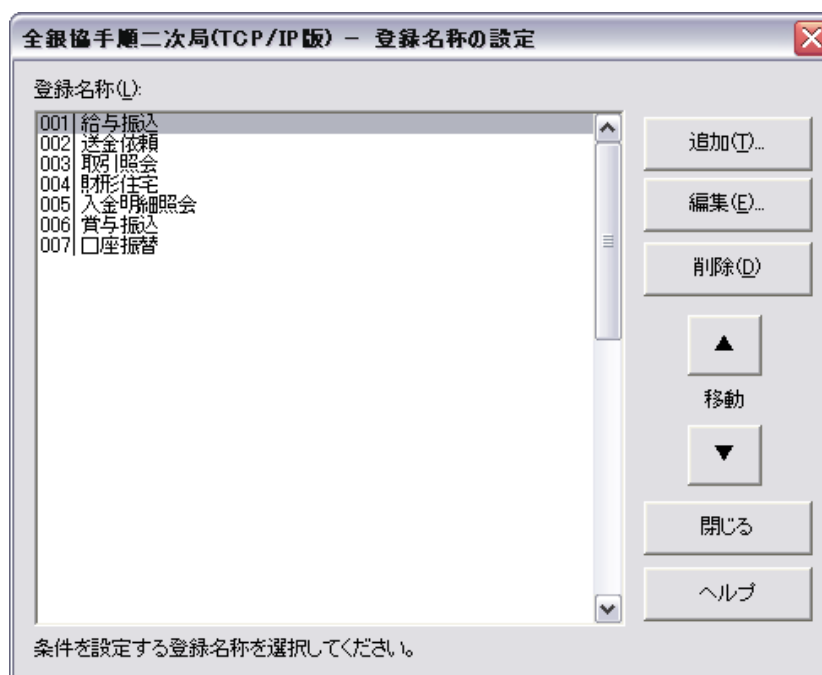 全銀協手順二次局(TCP/IP版) － 登録名称の設定
登録名称(L):
001 給与振込
002 送金依頼
003 取引照会
004 財形住宅
005 入金明細照会
006 賞与振込
007 口座振替
追加(T)...
編集(E)...
削除(D)
▲
移動
▼
閉じる
ヘルプ
条件を設定する登録名称を選択してください。